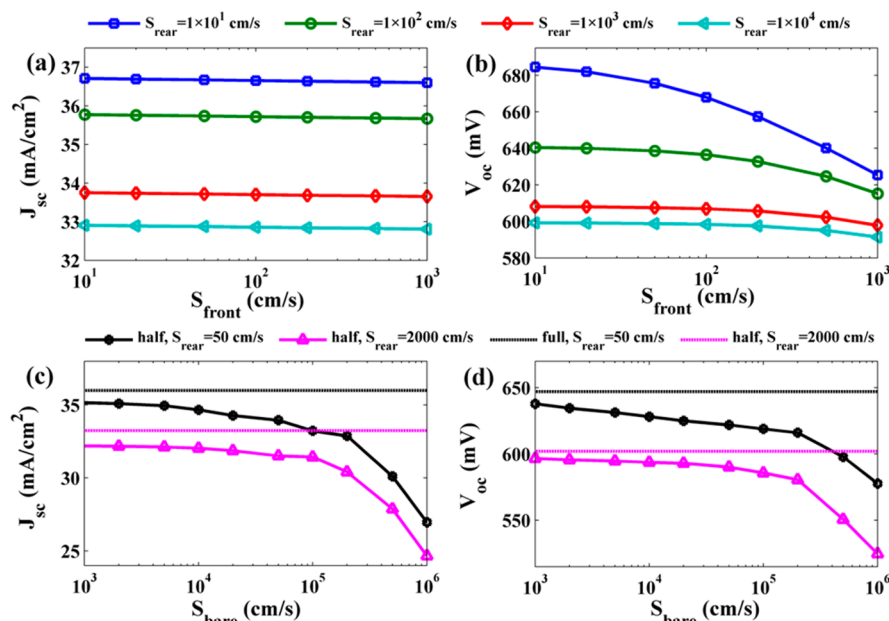 S_rear=1×10^1 cm/s S_rear=1×10^2 cm/s S_rear=1×10^3 cm/s S_rear=1×10^4 cm/s
(a)
J_sc (mA/cm^2)
37
36
35
34
33
32
10^1 10^2 10^3
S_front (cm/s)
(b)
V_oc (mV)
680
660
640
620
600
580
10^1 10^2 10^3
S_front (cm/s)
half, S_rear=50 cm/s half, S_rear=2000 cm/s full, S_rear=50 cm/s half, S_rear=2000 cm/s
(c)
J_sc (mA/cm^2)
35
30
25
10^3 10^4 10^5 10^6
S_bare (cm/s)
(d)
V_oc (mV)
650
600
550
10^3 10^4 10^5 10^6
S_bare (cm/s)